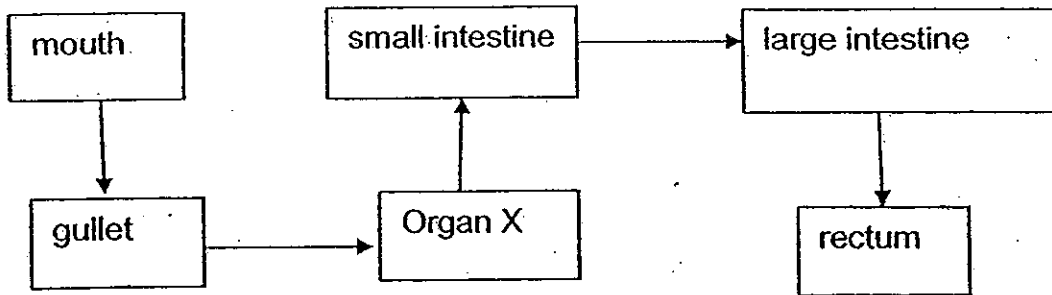 mouth
small intestine
large intestine
gullet
Organ X
rectum